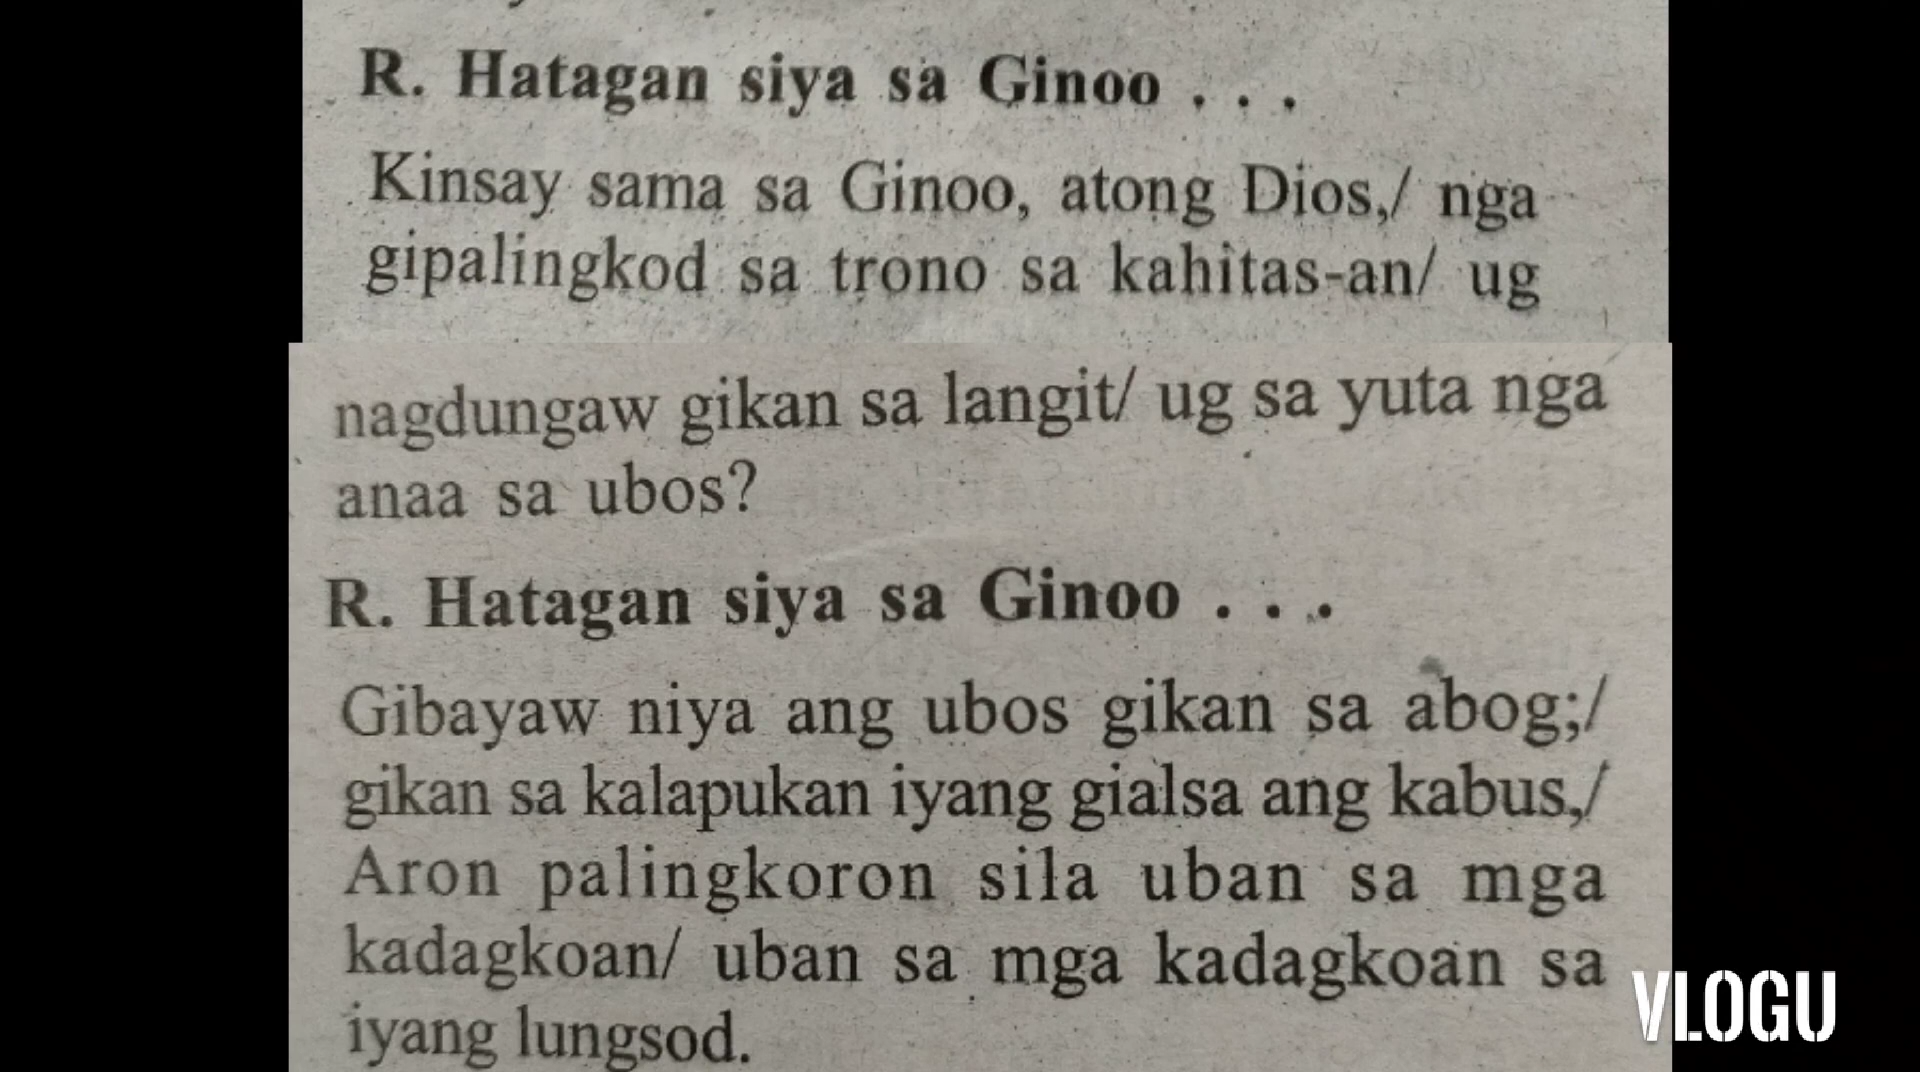 R. Hatagan siya sa Ginoo . . .
Kinsay sama sa Ginoo, atong Dios,/ nga
gipalingkod sa trono sa kahitas-an/ ug
nagdungaw gikan sa langit/ ug sa yuta nga
anaa sa ubos?
R. Hatagan siya sa Ginoo . . .
Gibayaw niya ang ubos gikan sa abog;/
gikan sa kalapukan iyang gialsa ang kabus,/
Aron palingkoron sila uban sa mga
kadagkoan/ uban sa mga kadagkoan sa
iyang lungsod.
VLOGU